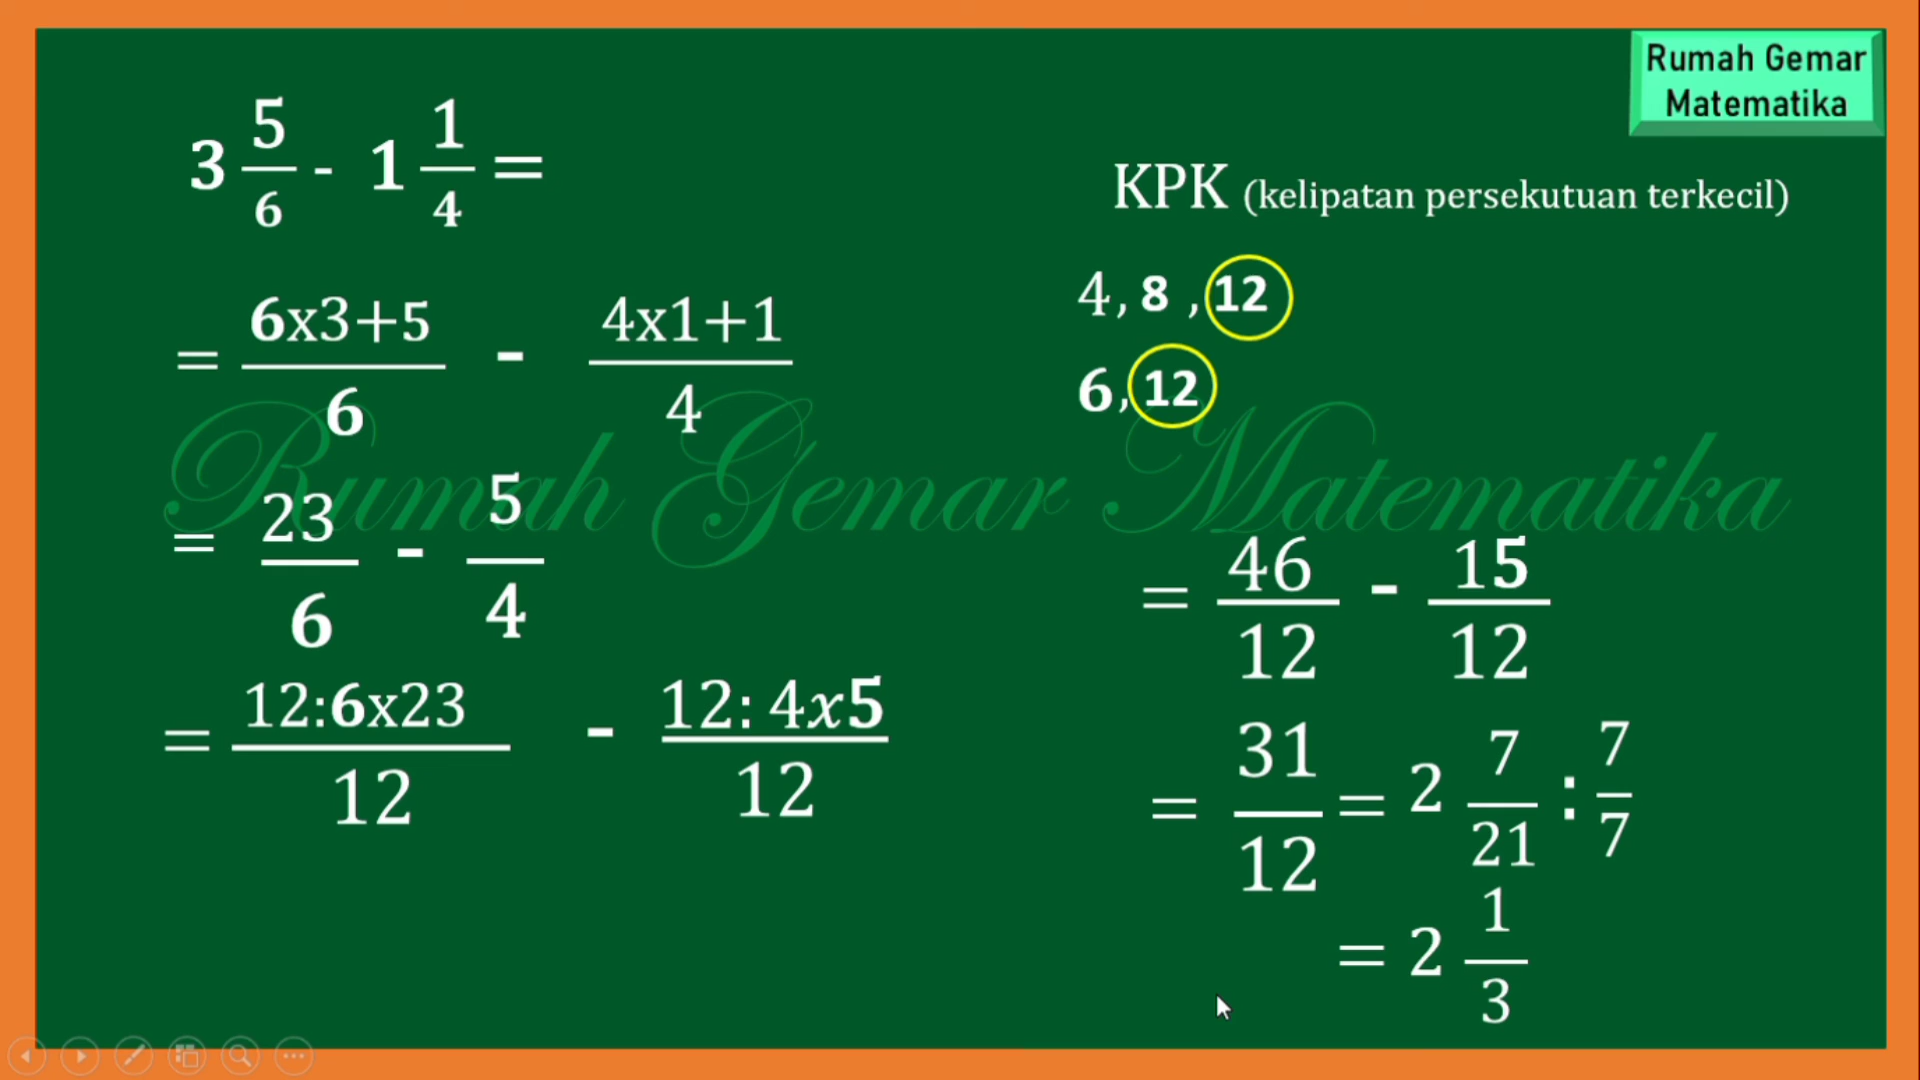 Rumah Gemar
Matematika
3 5/6 - 1 1/4 =
= 6x3+5/6 - 4x1+1/4
= 23/6 - 5/4
= 12:6x23/12 - 12: 4x5/12
KPK (kelipatan persekutuan terkecil)
4, 8 , 12
6, 12
Rumah Gemar Matematika
= 46/12 - 15/12
= 31/12 = 2 7/21 : 7/7
= 2 1/3